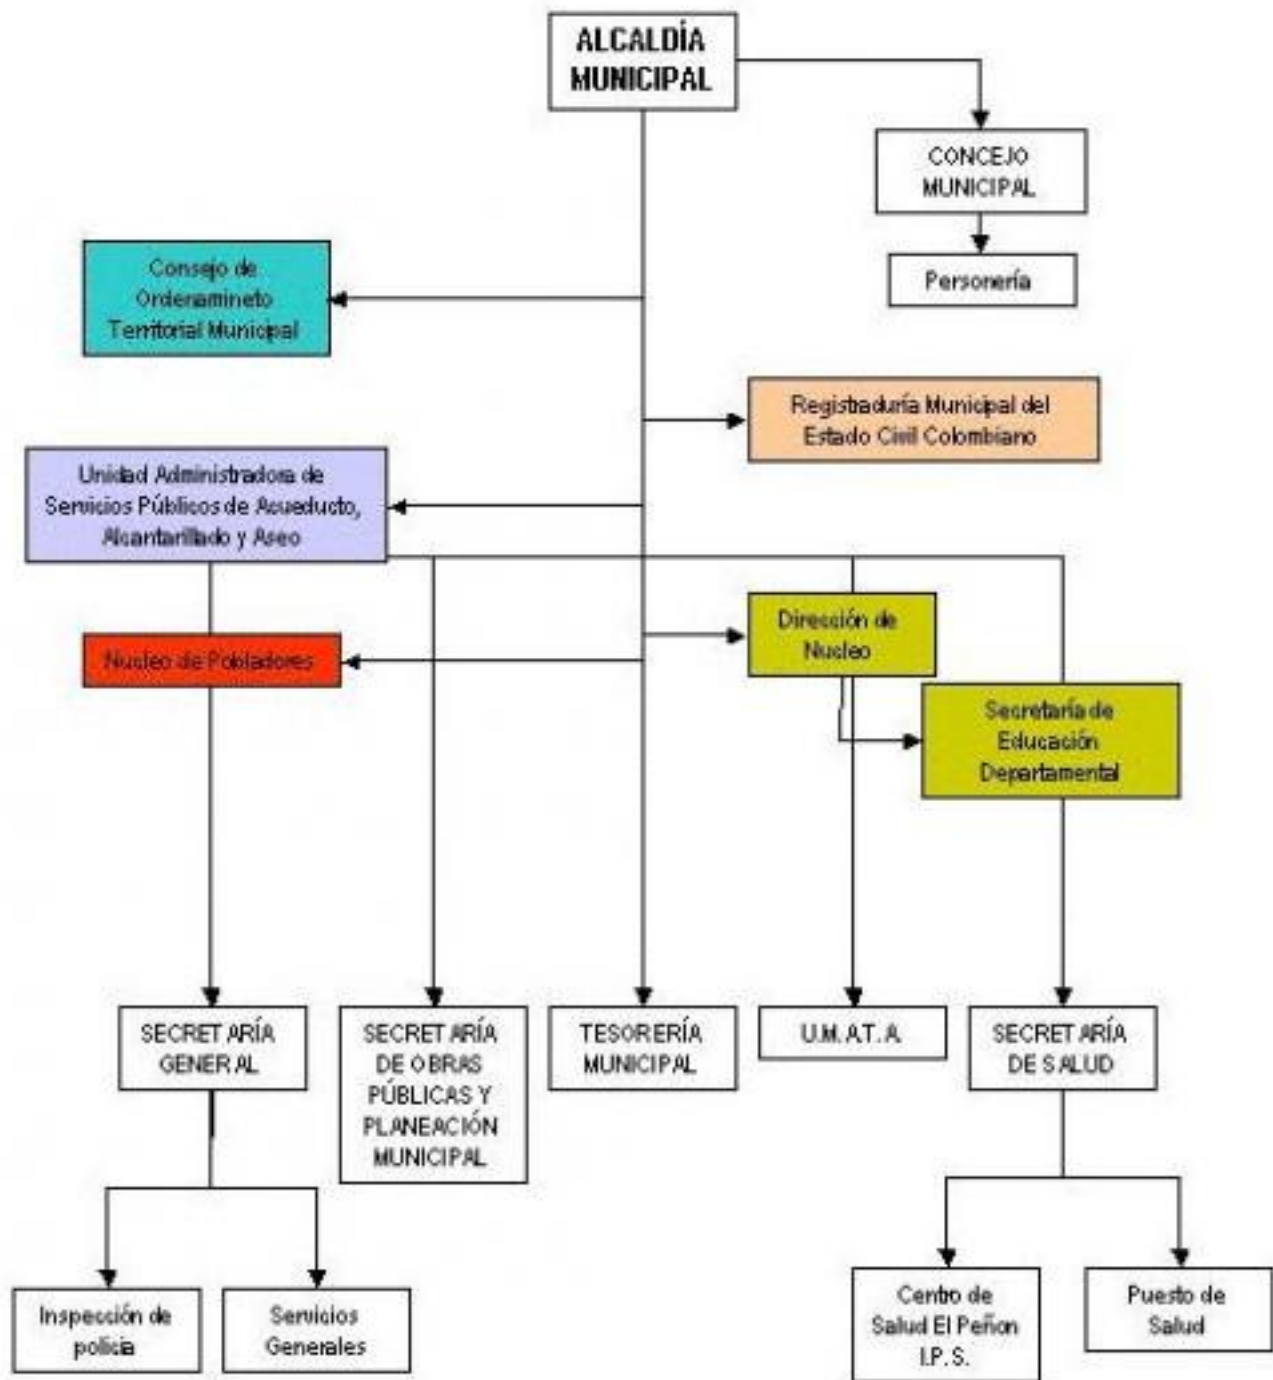 ALCALDÍA
MUNICIPAL
CONCEJO
MUNICIPAL
Personería
Consejo de
Ordenamineto
Territorial Municipal
Registraduría Municipal del
Estado Civil Colombiano
Unidad Administradora de
Servicios Públicos de Acueducto,
Alcantarillado y Aseo
Dirección de
Nucleo
Nucleo de Pobladores
Secretaría de
Educación
Departamental
SECRETARÍA
GENERAL
SECRETARÍA
DE OBRAS
PÚBLICAS Y
PLANEACIÓN
MUNICIPAL
TESORERÍA
MUNICIPAL
U.M.A.T.A.
SECRETARÍA
DE SALUD
Inspección de
policia
Servicios
Generales
Centro de
Salud El Peñon
I.P.S.
Puesto de
Salud